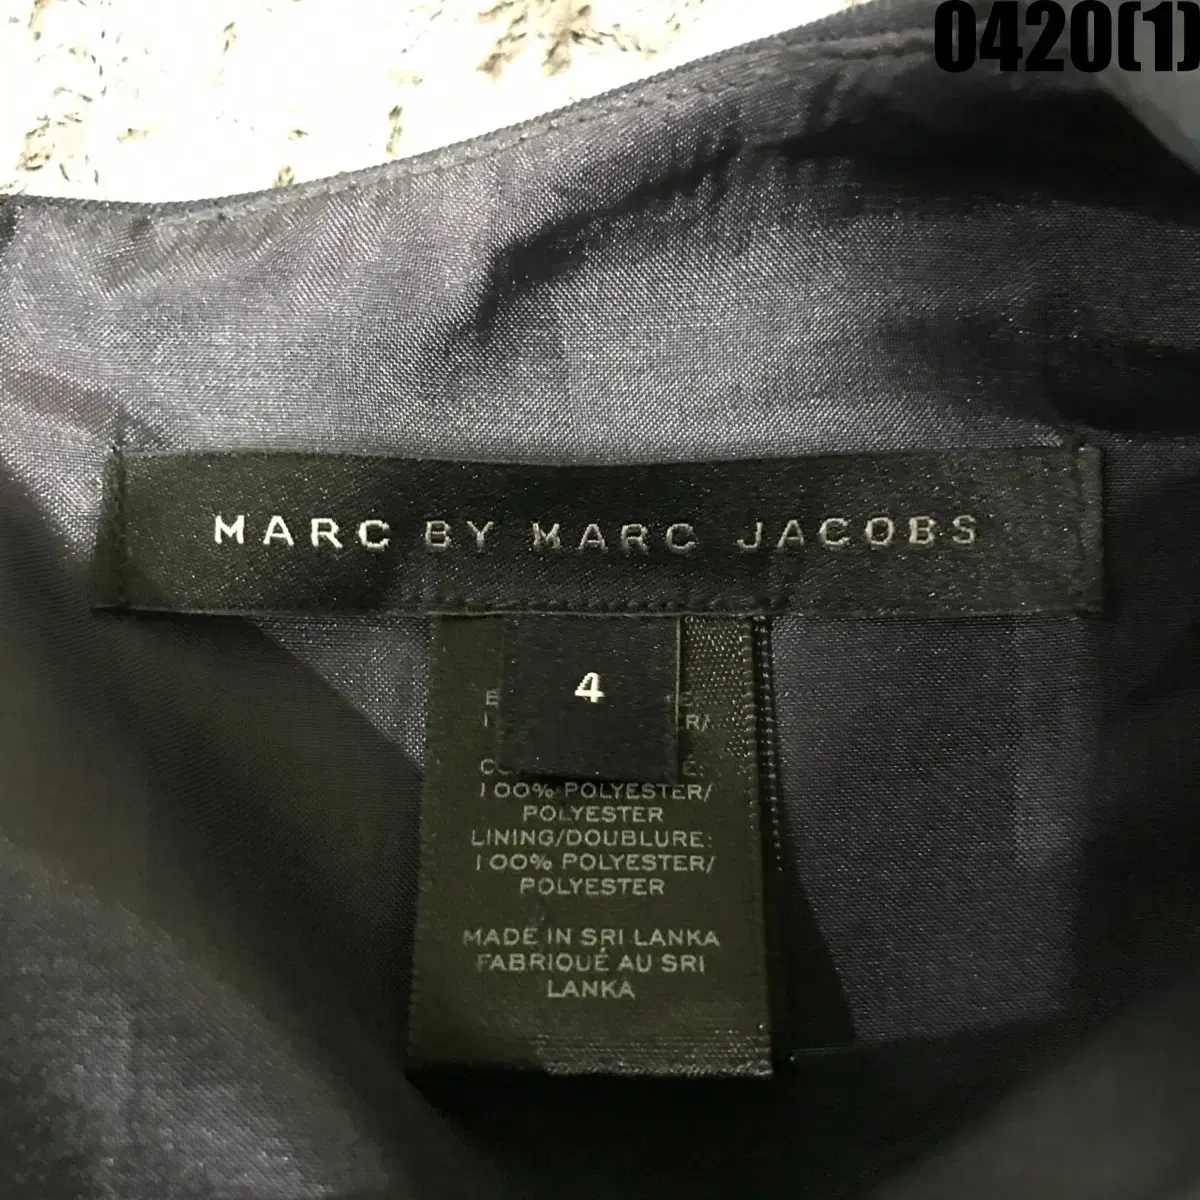 0420(1)
MARC BY MARC JACOBS
4
100% POLYESTER/
POLYESTER
LINING/DOUBLURE:
100% POLYESTER/
POLYESTER
MADE IN SRI LANKA
FABRIQUÉ AU SRI
LANKA